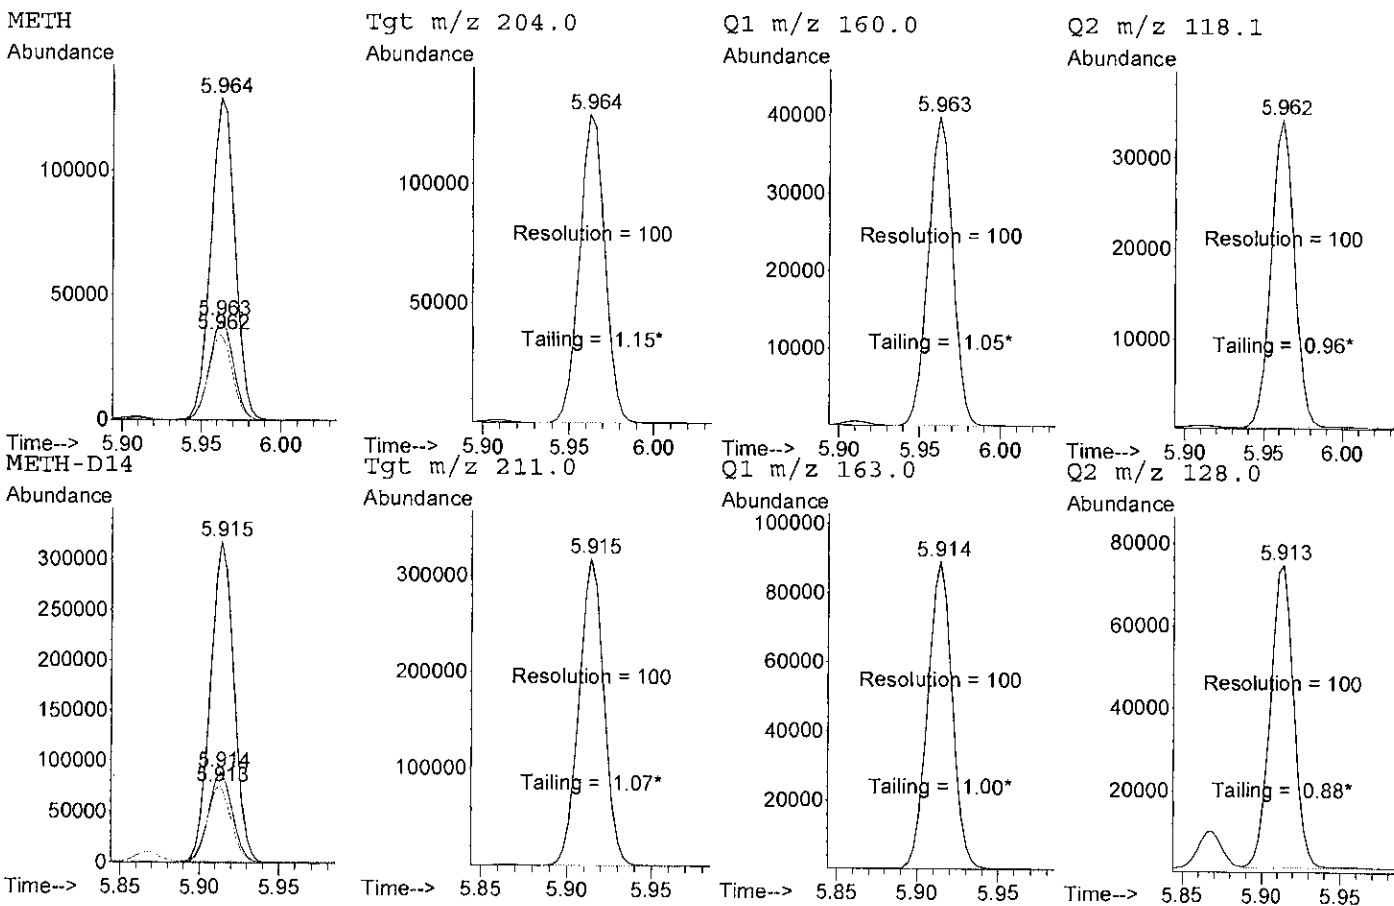 METH
Abundance
5.964
100000
50000
5.963
5.962
0
Time-->
5.90 5.95 6.00
Tgt m/z 204.0
Abundance
5.964
100000
Resolution = 100
50000
Tailing = 1.15*
Time-->
5.90 5.95 6.00
Q1 m/z 160.0
Abundance
5.963
40000
30000
Resolution = 100
20000
Tailing = 1.05*
10000
0
Time-->
5.90 5.95 6.00
Q2 m/z 118.1
Abundance
5.962
30000
Resolution = 100
20000
10000
Tailing = 0.96*
Time-->
5.90 5.95 6.00
METH-D14
Abundance
5.915
300000
250000
200000
150000
100000
5.914
5.913
50000
0
Time-->
5.85 5.90 5.95
Tgt m/z 211.0
Abundance
5.915
300000
200000
Resolution = 100
100000
Tailing = 1.07*
Time-->
5.85 5.90 5.95
Q1 m/z 163.0
Abundance
100000
5.914
80000
60000
Resolution = 100
40000
Tailing = 1.00*
20000
Time-->
5.85 5.90 5.95
Q2 m/z 128.0
Abundance
80000
5.913
60000
Resolution = 100
40000
20000
Tailing = 0.88*
Time-->
5.85 5.90 5.95